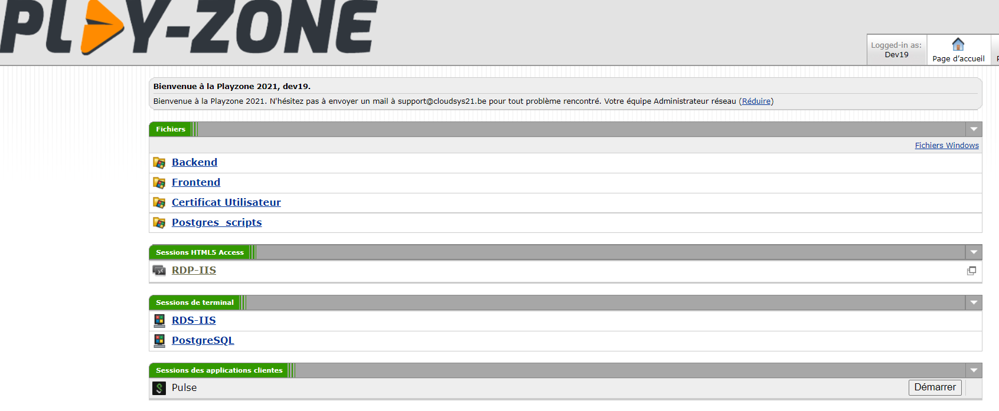 PLAY-ZONE
Logged-in as:
Dev19
Page d'accueil
Bienvenue à la Playzone 2021, dev19.
Bienvenue à la Playzone 2021. N'hésitez pas à envoyer un mail à support@cloudsys21.be pour tout problème rencontré. Votre équipe Administrateur réseau (Réduire)
Fichiers
Fichiers Windows
Backend
Frontend
Certificat Utilisateur
Postgres_scripts
Sessions HTML5 Access
RDP-IIS
Sessions de terminal
RDS-IIS
PostgreSQL
Sessions des applications clientes
Pulse
Démarrer